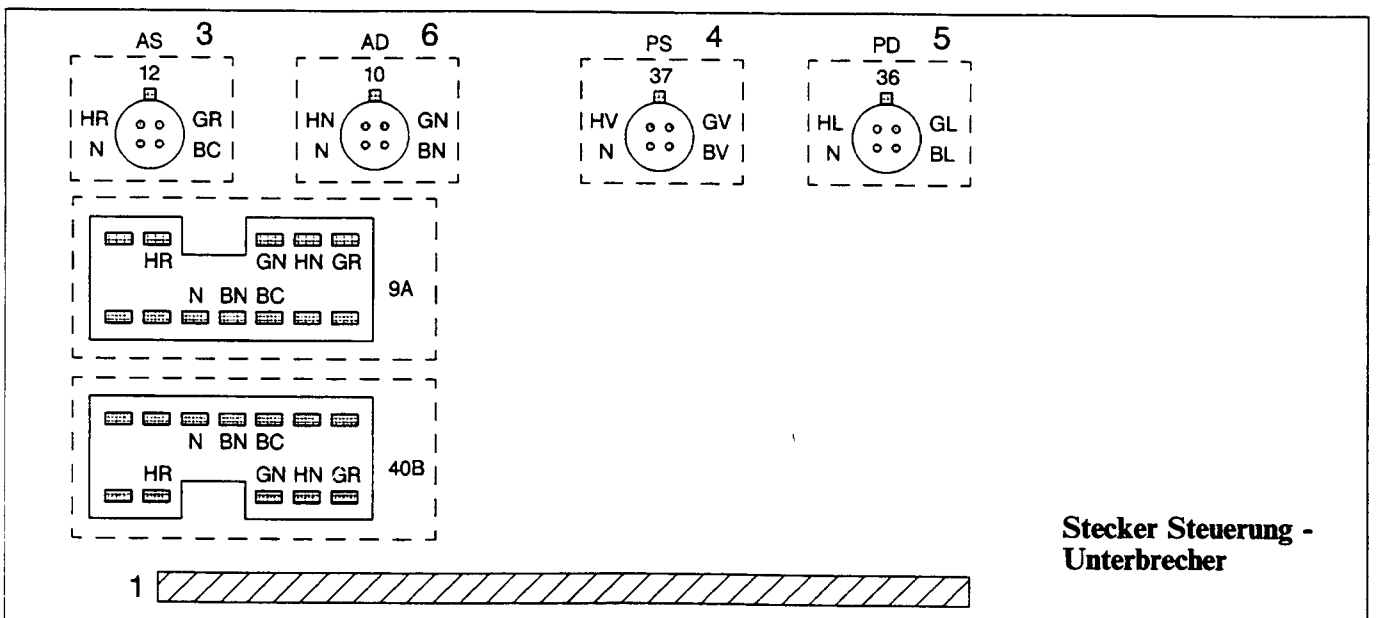 AS 3 AD 6 PS 4 PD 5
12 10 37 36
HR GR HN GN HV GV HL GL
N BC N BN N BV N BL
HR GN HN GR
9A
N BN BC
N BN BC
HR GN HN GR
40B
Stecker Steuerung -
Unterbrecher
1